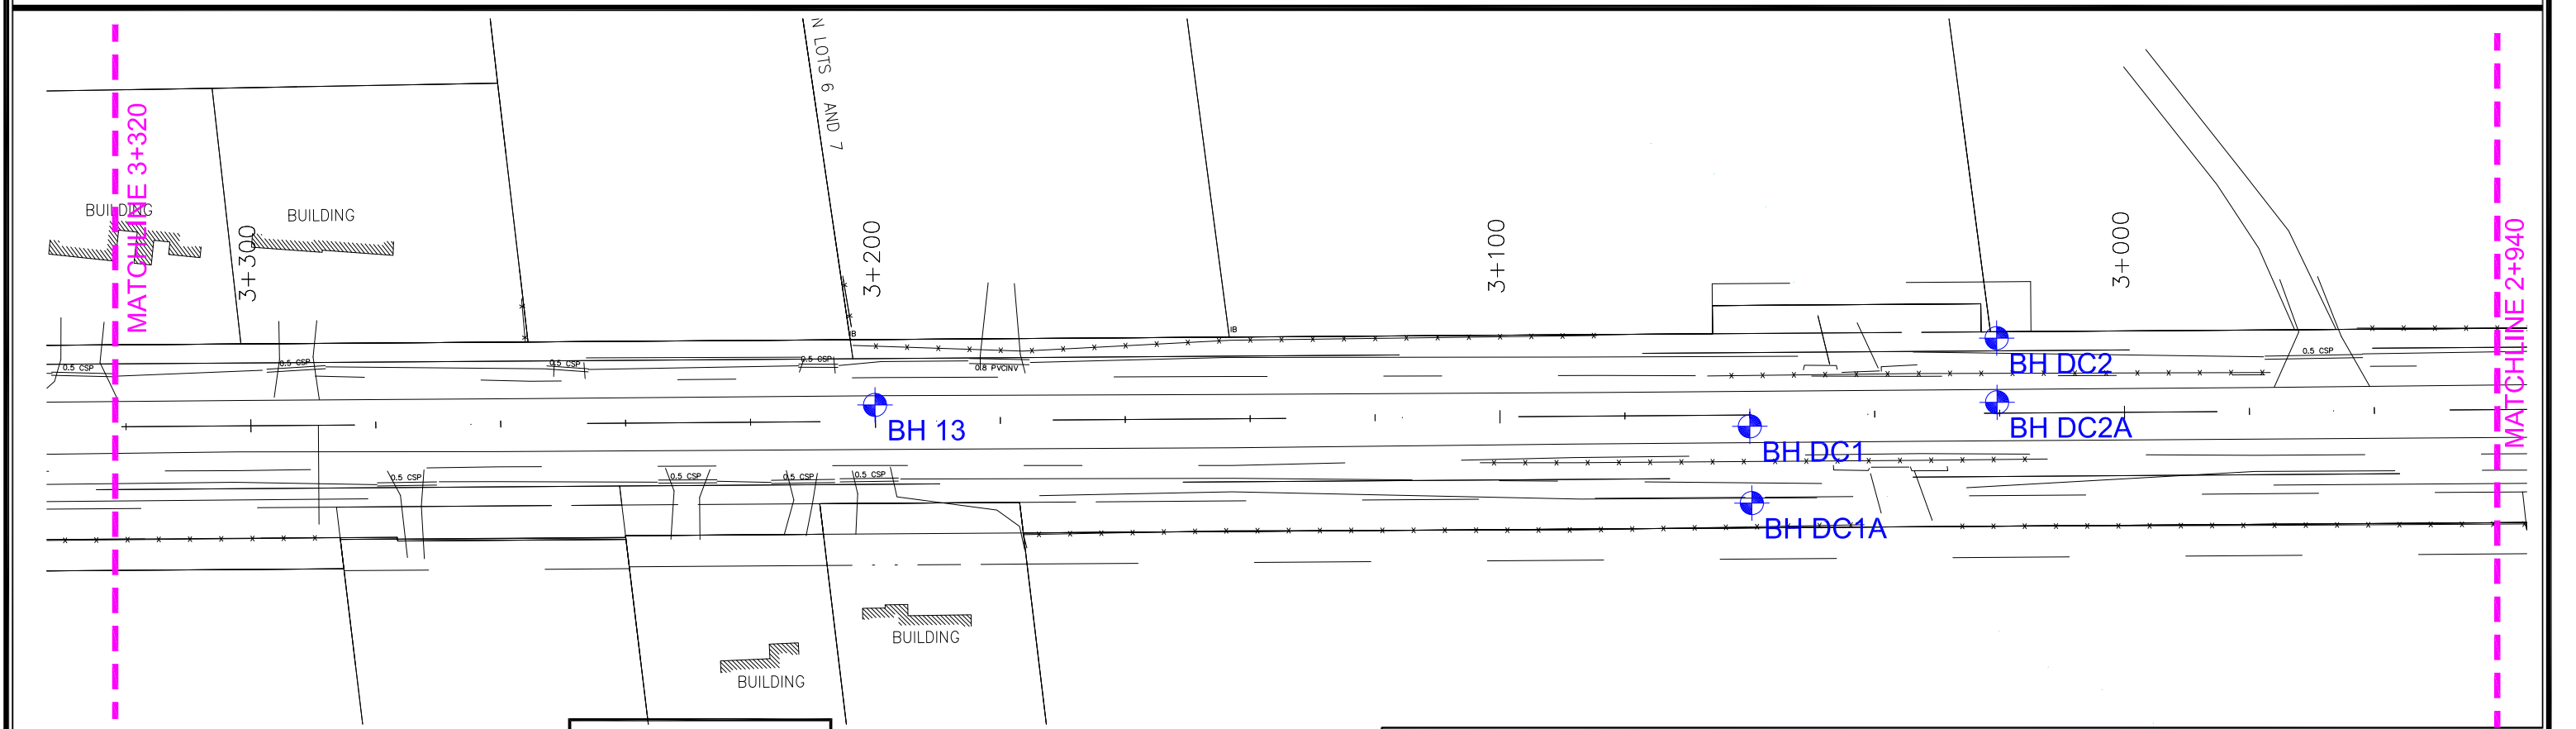 N LOTS 6 AND 7
MATCHLINE 3+320
BUILDING
BUILDING
3+300
3+200
3+100
3+000
MATCHLINE 2+940
IB
IB
0.5 CSP
0.5 CSP
0.5 CSP
0.5 CSP
0.8 PVCINV
0.5 CSP
BH DC2
BH 13
BH DC2A
BH DC1
0.5 CSP
0.5 CSP
0.5 CSP
0.5 CSP
BH DC1A
BUILDING
BUILDING